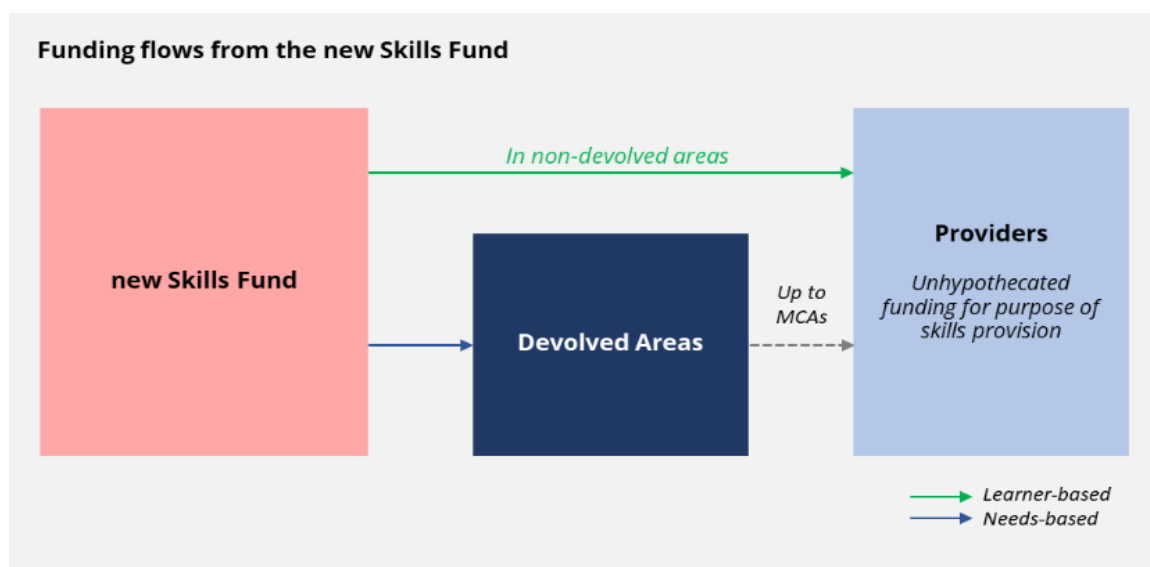 Funding flows from the new Skills Fund
In non-devolved areas
new Skills Fund
Devolved Areas
Up to
MCAs
Providers
Unhypothecated
funding for purpose of
skills provision
Learner-based
Needs-based